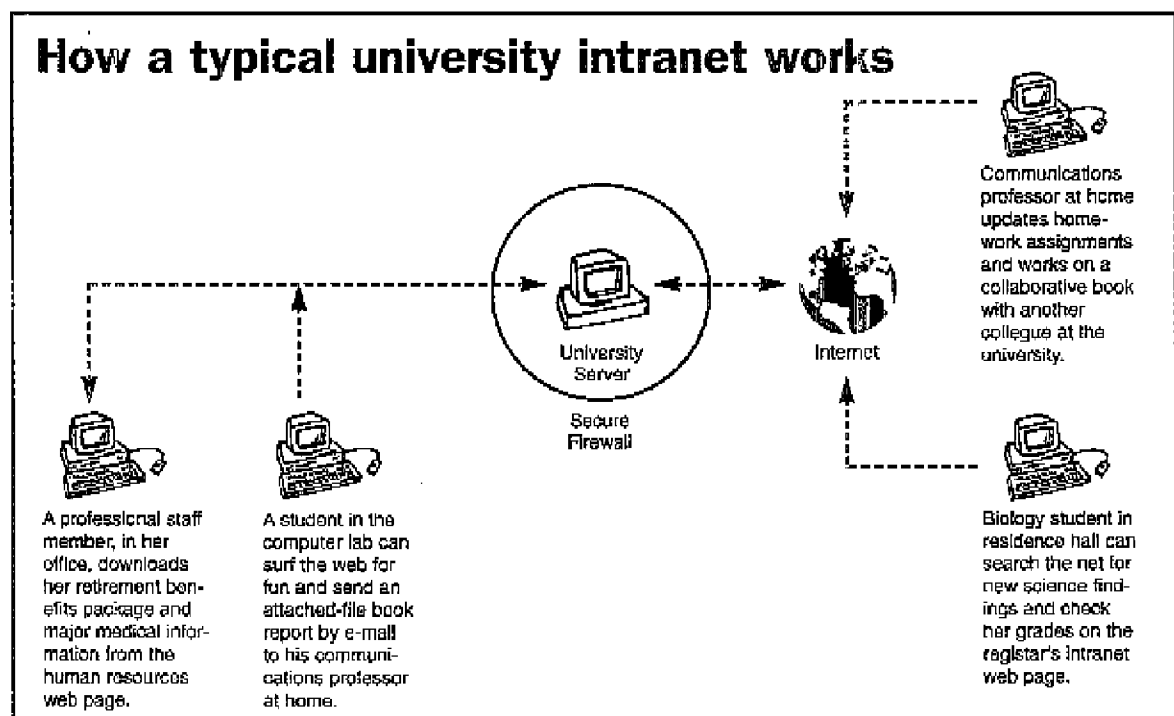 How a typical university intranet works
Communications
professor at home
updates home-
work assignments
and works on a
collaborative book
with another
collegue at the
university.
University
Server
Internet
Secure
Firewall
A professional staff
member, in her
office, downloads
her retirement ben-
efits package and
major medical infor-
mation from the
human resources
web page.
A student in the
computer lab can
surf the web for
fun and send an
attached-file book
report by e-mail
to his communi-
cations professor
at home.
Biology student in
residence hall can
search the net for
new science find-
ings and check
her grades on the
registar's intranet
web page.